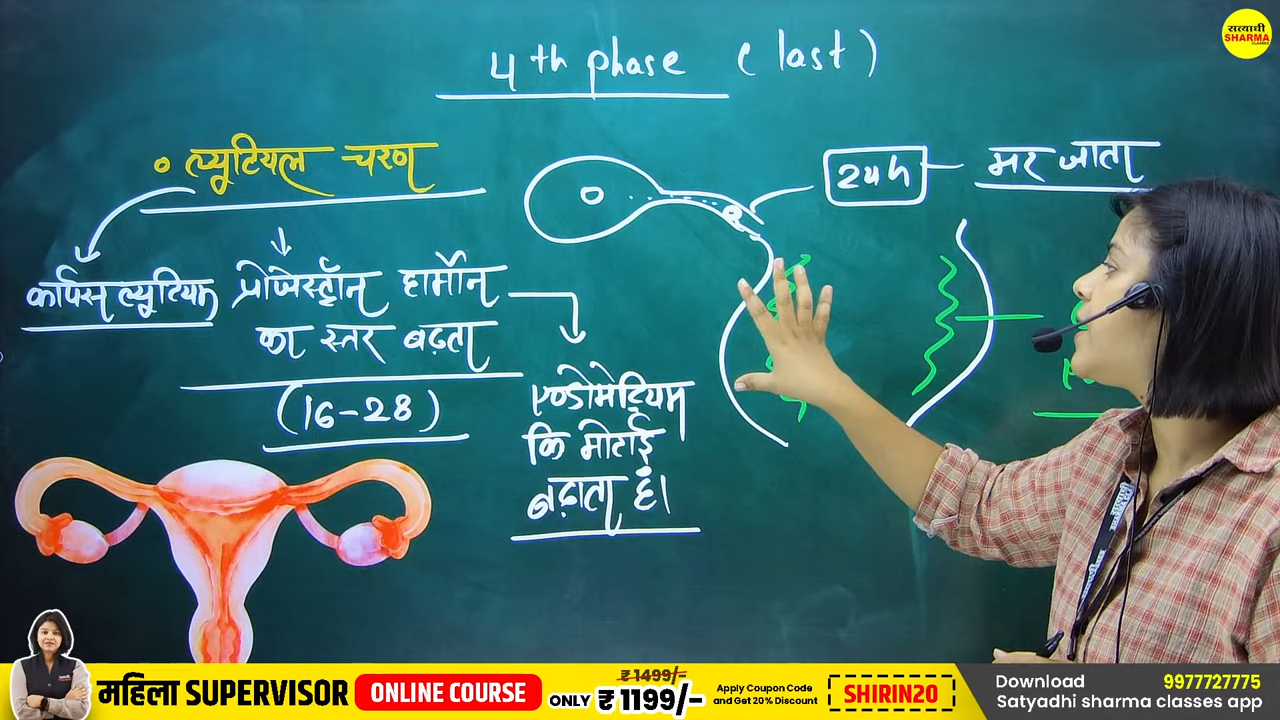 सत्याधी
SHARMA
CLASSES
4th phase (last)
ल्यूटियल चरण
24h
मर जाता
कॉर्पस ल्यूटियम
प्रोजेस्ट्रॉन हार्मोन
का स्तर बढ़ता
(16-28)
एण्डोमेट्रियम
कि मोटाई
बढ़ाता है।
महिला SUPERVISOR
ONLINE COURSE
₹ 1499/-
ONLY ₹ 1199/-
Apply Coupon Code
and Get 20% Discount
SHIRIN20
Download 9977727775
Satyadhi sharma classes app